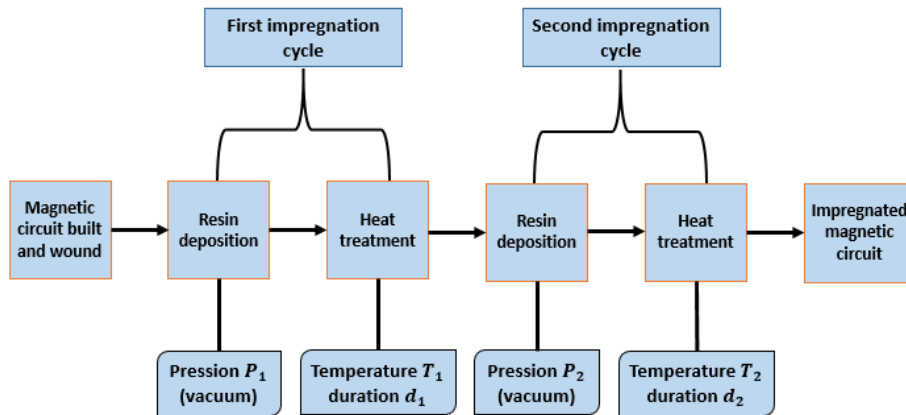 First impregnation
cycle
Second impregnation
cycle
Magnetic
circuit built
and wound
Resin
deposition
Heat
treatment
Resin
deposition
Heat
treatment
Impregnated
magnetic
circuit
Pression P₁
(vacuum)
Temperature T₁
duration d₁
Pression P₂
(vacuum)
Temperature T₂
duration d₂